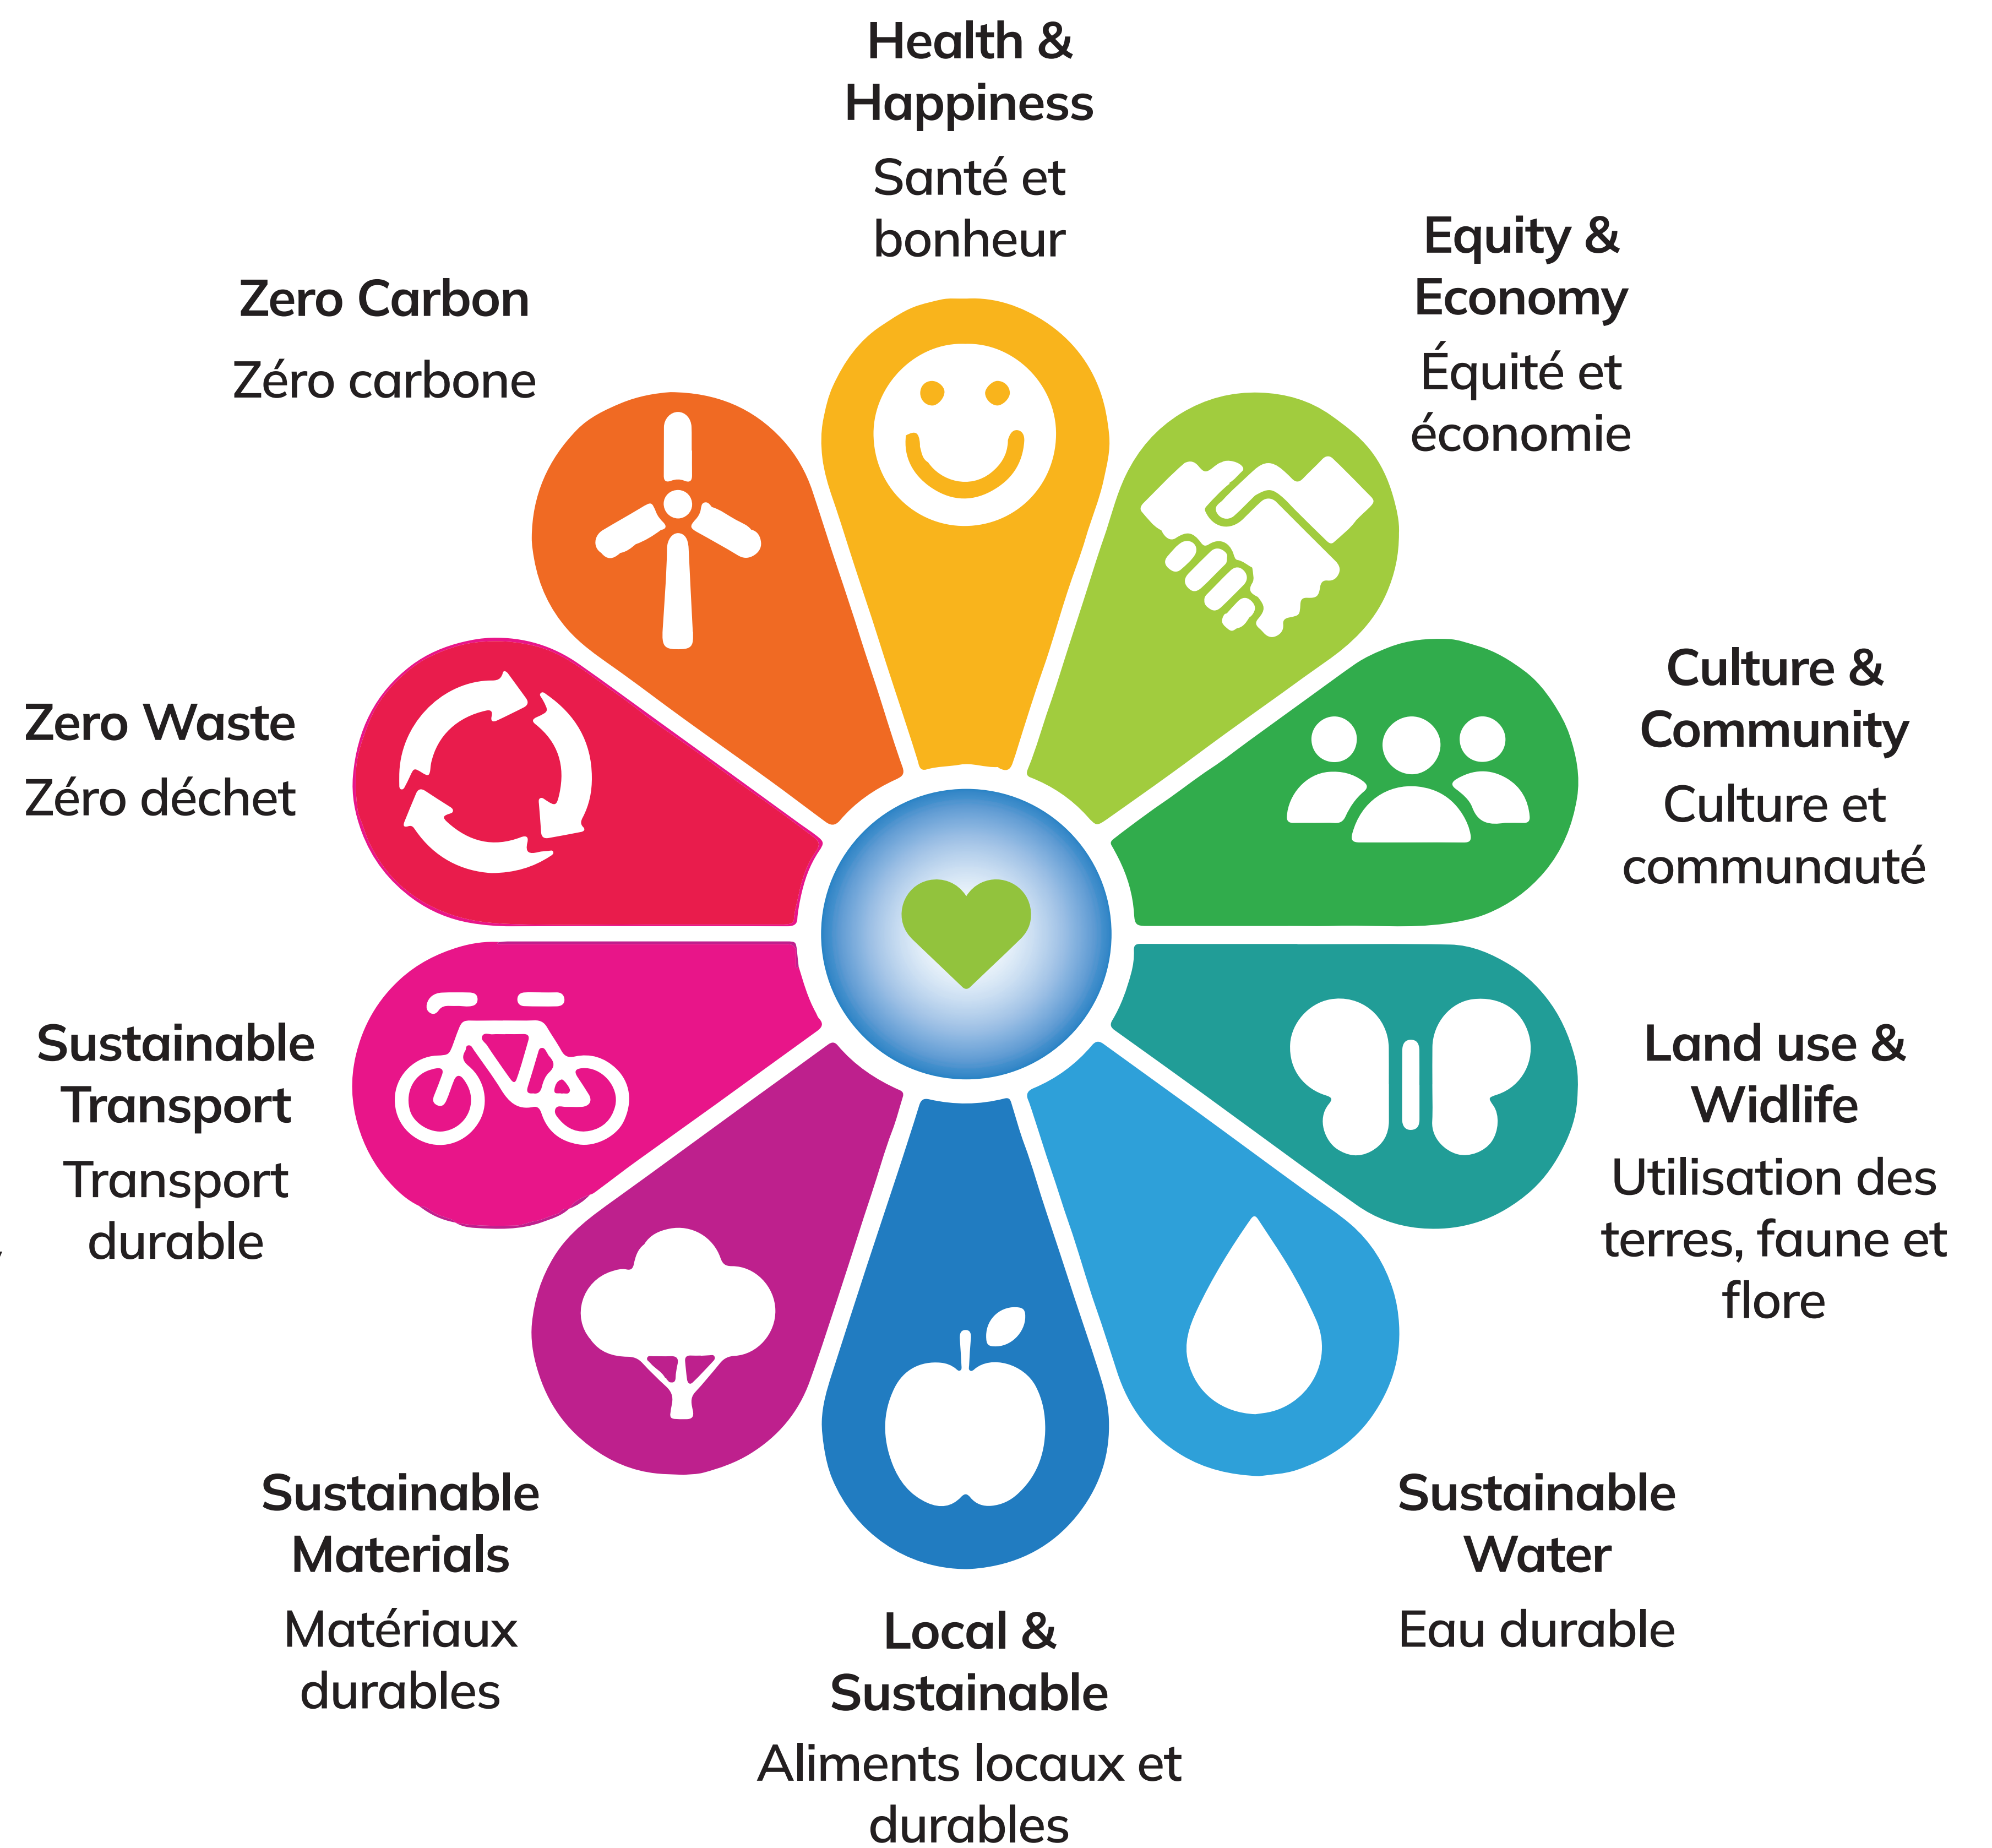 Health &
Happiness
Santé et
bonheur
Equity &
Economy
Équité et
économie
Culture &
Community
Culture et
communauté
Land use &
Widlife
Utilisation des
terres, faune et
flore
Sustainable
Water
Eau durable
Local &
Sustainable
Aliments locaux et
durables
Sustainable
Materials
Matériaux
durables
Sustainable
Transport
Transport
durable
Zero Waste
Zéro déchet
Zero Carbon
Zéro carbone